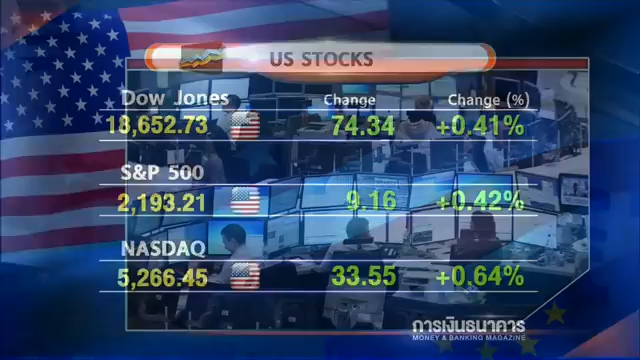 US STOCKS
Dow Jones Change Change (%)
18,652.73 74.34 +0.41%
S&P 500
2,193.21 9.16 +0.42%
NASDAQ
5,266.45 33.55 +0.64%
การเงินธนาคาร
MONEY & BANKING MAGAZINE